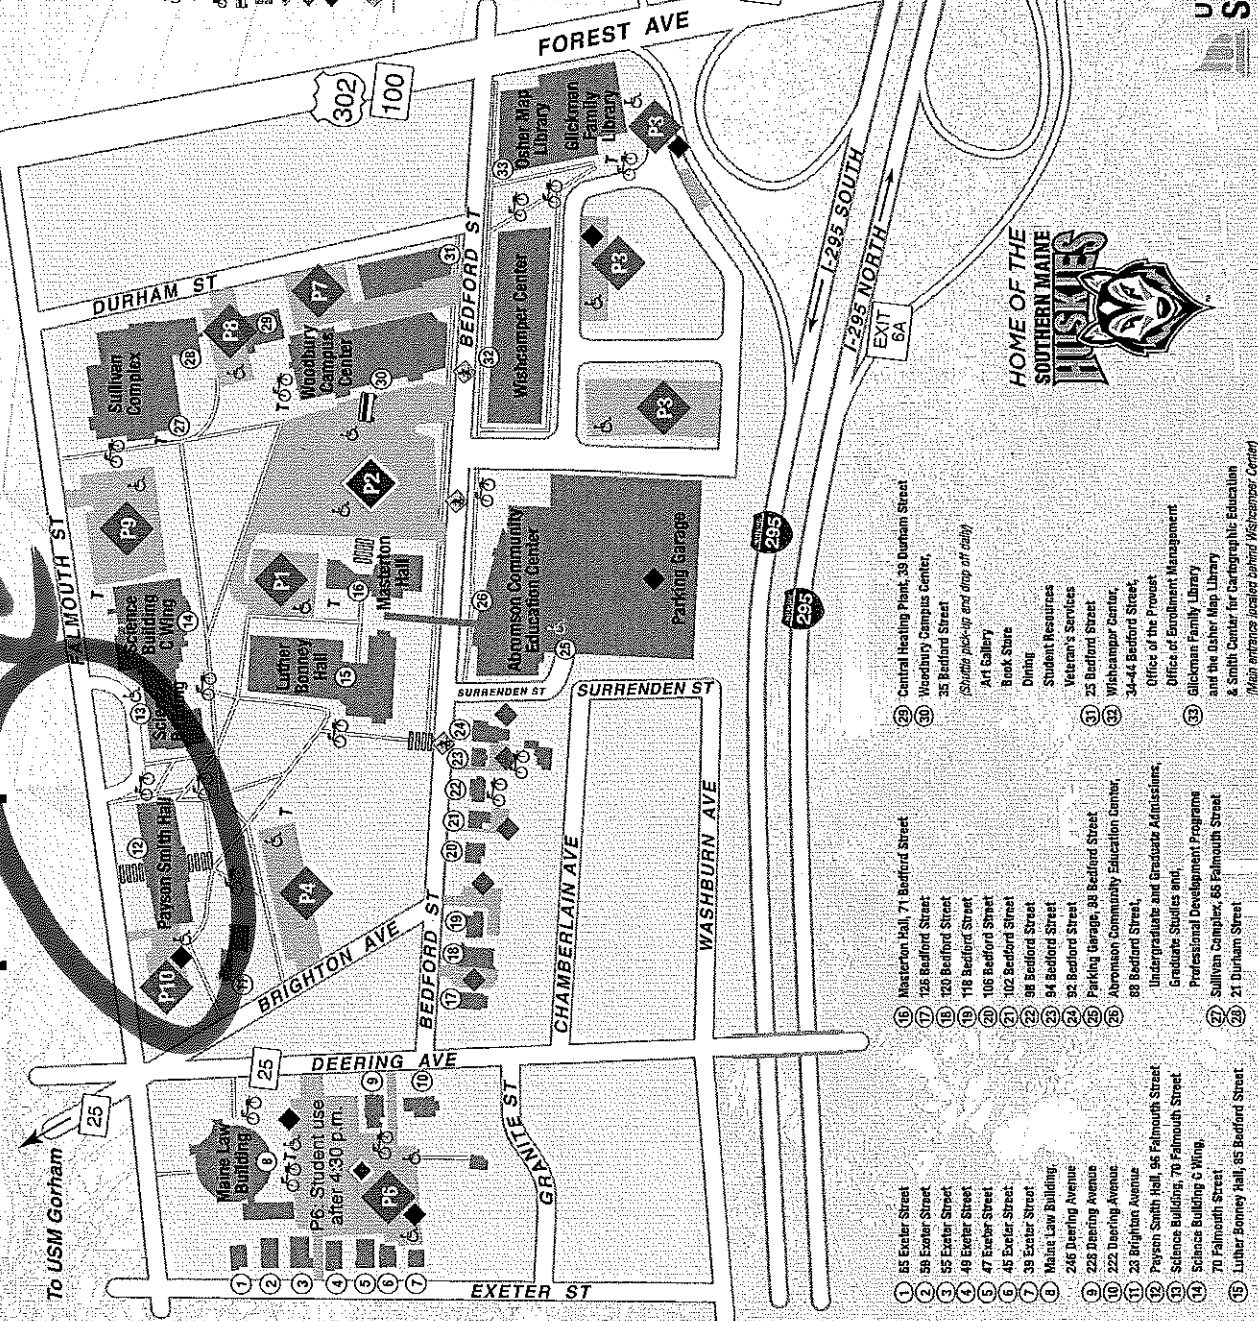 FOREST AVE
302
100
DURHAM ST
FALMOUTH ST
BEDFORD ST
BRIGHTON AVE
BEDFORD ST
DEERING AVE
CHAMBERLAIN AVE
WASHBURN AVE
SURRENDEN ST
SURRENDEN ST
GRANITE ST
EXETER ST
To USM Gorham
25
25
I-295 SOUTH
I-295 NORTH
EXIT
6A
295
295
Osher Map
Library
Glickman
Family
Library
Wishcamper Center
Sullivan
Complex
Woodbury
Campus
Center
Science
Building
C Wing
Science
Building
Payson Smith Hall
Luther
Bonney
Hall
Masterton
Hall
Abromson Community
Education Center
Parking Garage
Maine Law
Building
P6 Student use
after 4:30 p.m.
P1
P2
P3
P3
P3
P4
P6
P7
P8
P9
P10
HOME OF THE
SOUTHERN MAINE
HUSKIES
1 65 Exeter Street
2 59 Exeter Street
3 55 Exeter Street
4 49 Exeter Street
5 47 Exeter Street
6 45 Exeter Street
7 39 Exeter Street
8 Maine Law Building,
246 Deering Avenue
9 228 Deering Avenue
10 222 Deering Avenue
11 23 Brighton Avenue
12 Payson Smith Hall, 96 Falmouth Street
13 Science Building, 70 Falmouth Street
14 Science Building C Wing,
70 Falmouth Street
15 Luther Bonney Hall, 85 Bedford Street
16 Masterton Hall, 71 Bedford Street
17 126 Bedford Street
18 120 Bedford Street
19 118 Bedford Street
20 106 Bedford Street
21 102 Bedford Street
22 98 Bedford Street
23 94 Bedford Street
24 92 Bedford Street
25 Parking Garage, 88 Bedford Street
26 Abromson Community Education Center,
88 Bedford Street,
Undergraduate and Graduate Admissions,
Graduate Studies and,
Professional Development Programs
27 Sullivan Complex, 66 Falmouth Street
28 21 Durham Street
29 Central Heating Plant, 39 Durham Street
30 Woodbury Campus Center,
35 Bedford Street
(Shuttle pick-up and drop off daily)
Art Gallery
Book Store
Dining
Student Resources
Veteran's Services
31 25 Bedford Street
32 Wishcamper Center,
34-44 Bedford Street,
Office of the Provost
Office of Enrollment Management
33 Glickman Family Library
and the Osher Map Library
& Smith Center for Cartographic Education
(Main entrance behind Wishcamper Center)